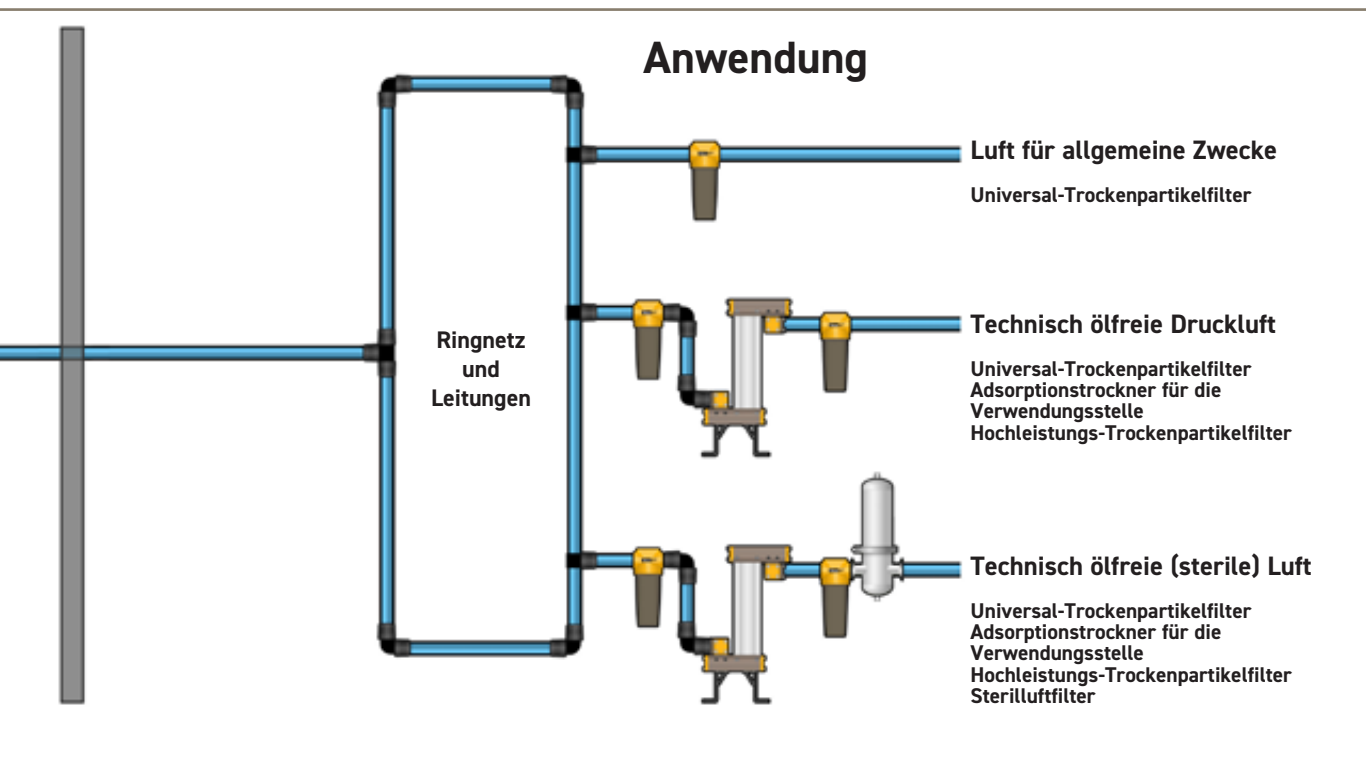 Anwendung
Luft für allgemeine Zwecke
Universal-Trockenpartikelfilter
Ringnetz
und
Leitungen
Technisch ölfreie Druckluft
Universal-Trockenpartikelfilter
Adsorptionstrockner für die
Verwendungsstelle
Hochleistungs-Trockenpartikelfilter
Technisch ölfreie (sterile) Luft
Universal-Trockenpartikelfilter
Adsorptionstrockner für die
Verwendungsstelle
Hochleistungs-Trockenpartikelfilter
Sterilluftfilter